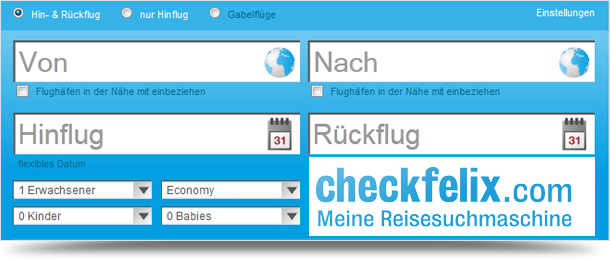 Hin- & Rückflug nur Hinflug Gabelflüge Einstellungen
Von Nach
Flughäfen in der Nähe mit einbeziehen Flughäfen in der Nähe mit einbeziehen
Hinflug 31 Rückflug 31
flexibles Datum
1 Erwachsener Economy
0 Kinder 0 Babies
checkfelix.com
Meine Reisesuchmaschine